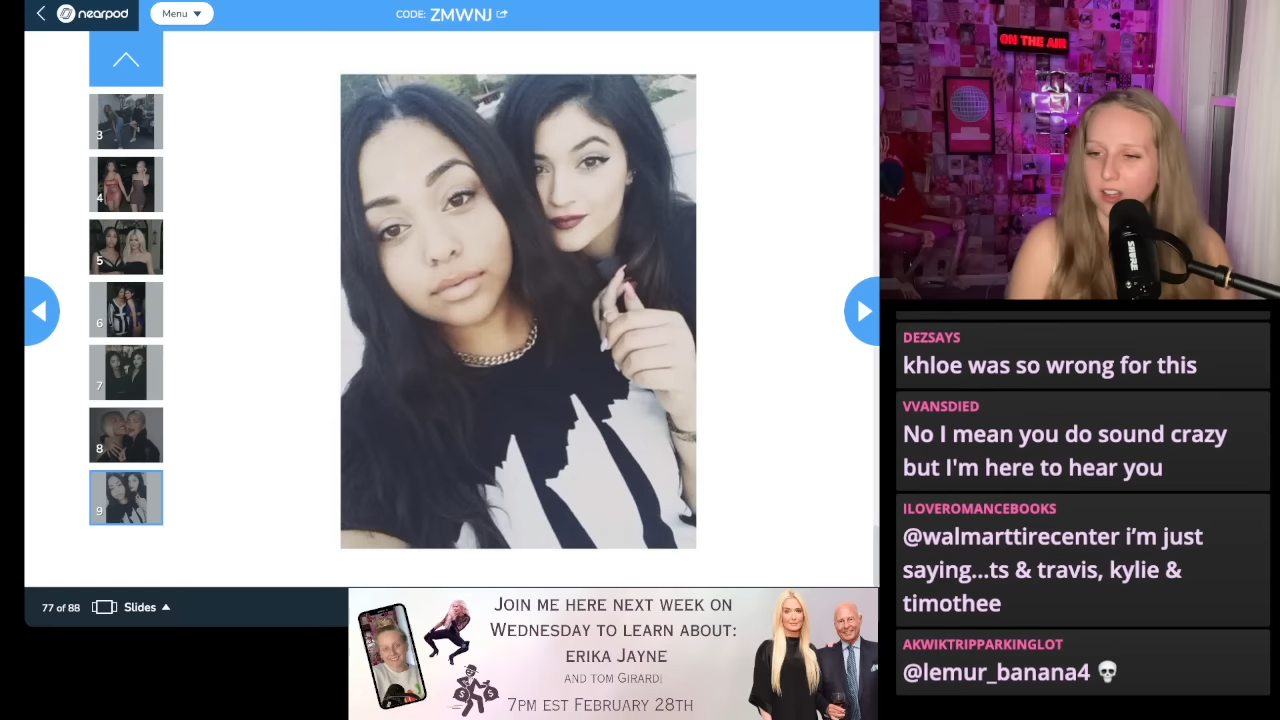 nearpod
Menu
CODE: ZMWNJ
ON THE AIR
3
4
5
6
7
8
9
SHURE
DEZSAYS
khloe was so wrong for this
VVANSDIED
No I mean you do sound crazy
but I'm here to hear you
ILOVEROMANCEBOOKS
@walmarttirecenter i’m just
saying...ts & travis, kylie &
timothee
AKWIKTRIPPARKINGLOT
@lemur_banana4 💀
77 of 88
Slides
JOIN ME HERE NEXT WEEK ON
WEDNESDAY TO LEARN ABOUT:
ERIKA JAYNE
AND TOM GIRARDI
7PM EST FEBRUARY 28TH